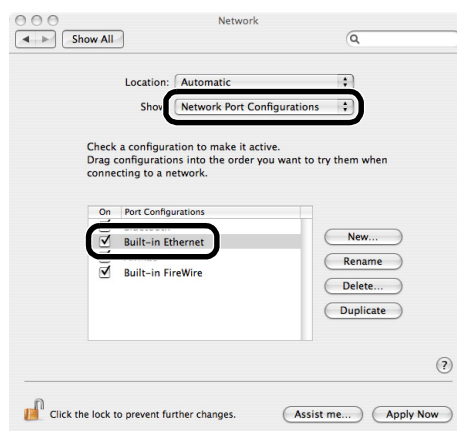 Network
Show All
Location: Automatic
Show Network Port Configurations
Check a configuration to make it active.
Drag configurations into the order you want to try them when
connecting to a network.
On Port Configurations
Built-in Ethernet
Built-in FireWire
New...
Rename
Delete...
Duplicate
?
Click the lock to prevent further changes.
Assist me...
Apply Now